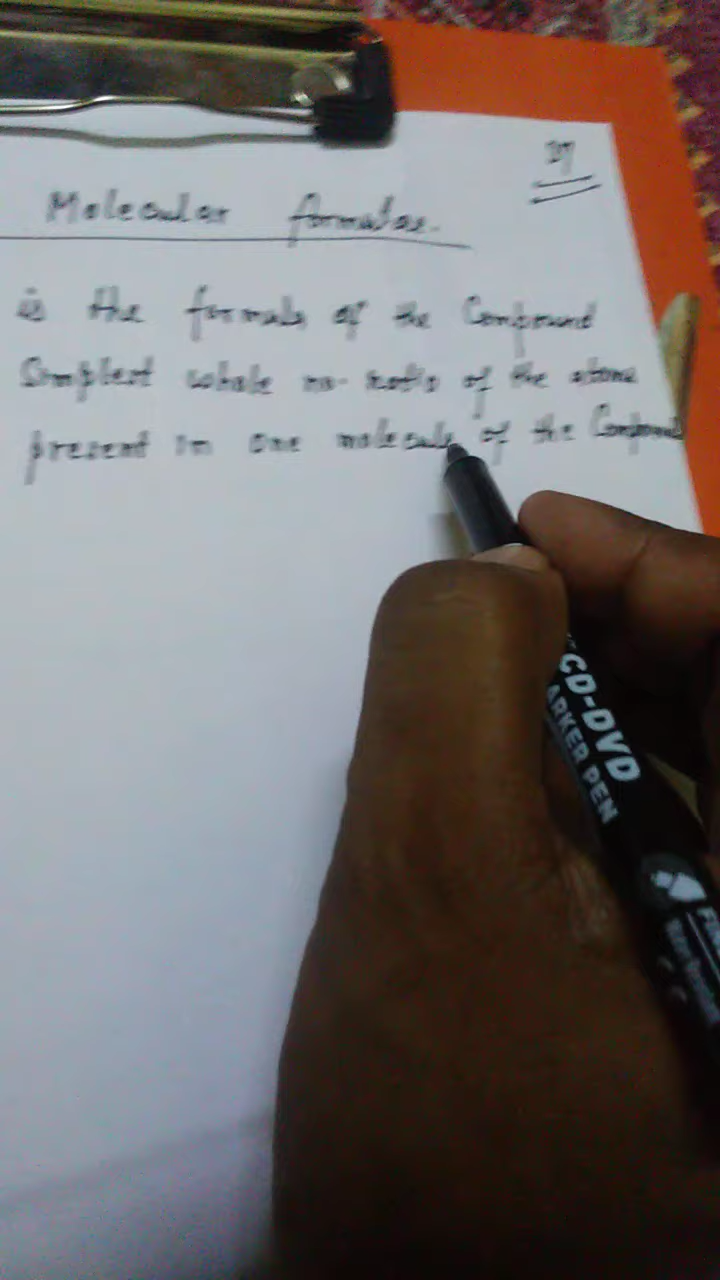 27
Molecular formulae.
is the formula of the Compound
Simplest whole no. ratio of the atoms
present in one molecule of the Compound
CD-DVD
MARKER PEN